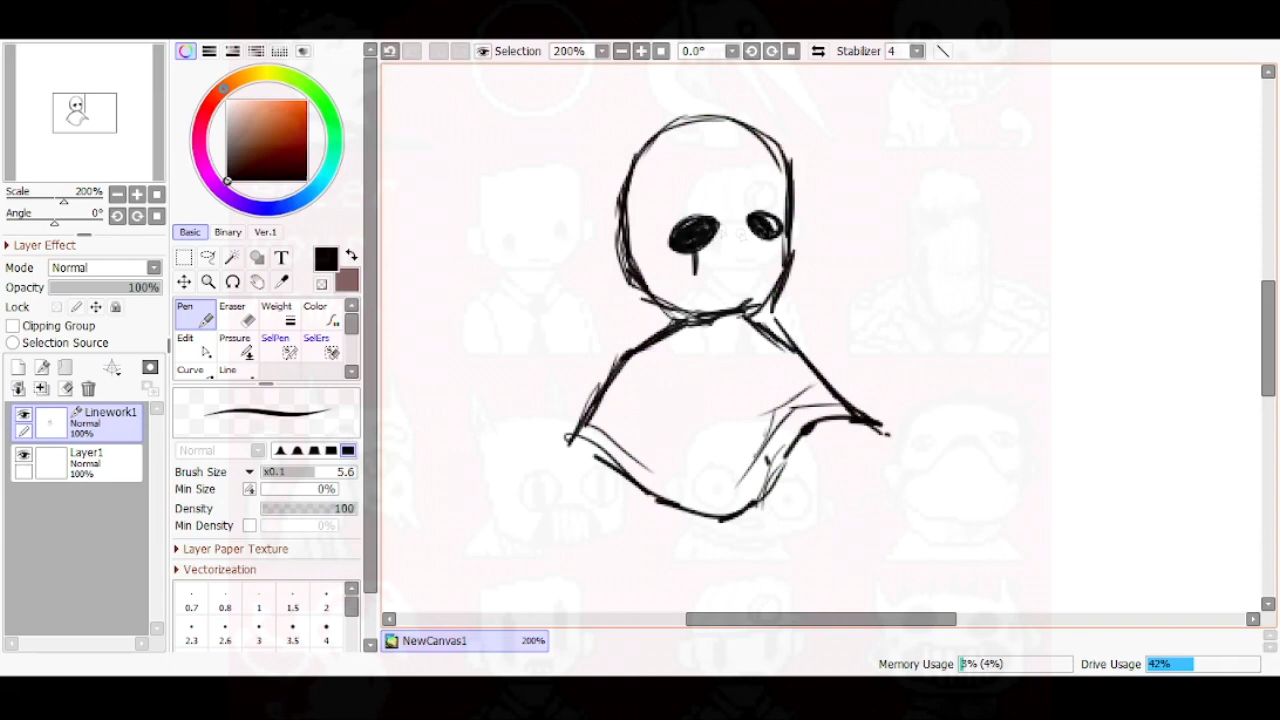 Selection 200% 0.0° Stabilizer 4
Scale 200%
Angle 0°
Layer Effect
Mode Normal
Opacity 100%
Lock
Clipping Group
Selection Source
Linework1
Normal
100%
Layer1
Normal
100%
Basic Binary Ver.1
T
Pen Eraser Weight Color
Edit Prssure SelPen SelErs
Curve Line
Normal
Brush Size x0.1 5.6
Min Size 0%
Density 100
Min Density 0%
Layer Paper Texture
Vectorizeation
0.7 0.8 1 1.5 2
2.3 2.6 3 3.5 4
NewCanvas1 200%
Memory Usage 3% (4%) Drive Usage 42%